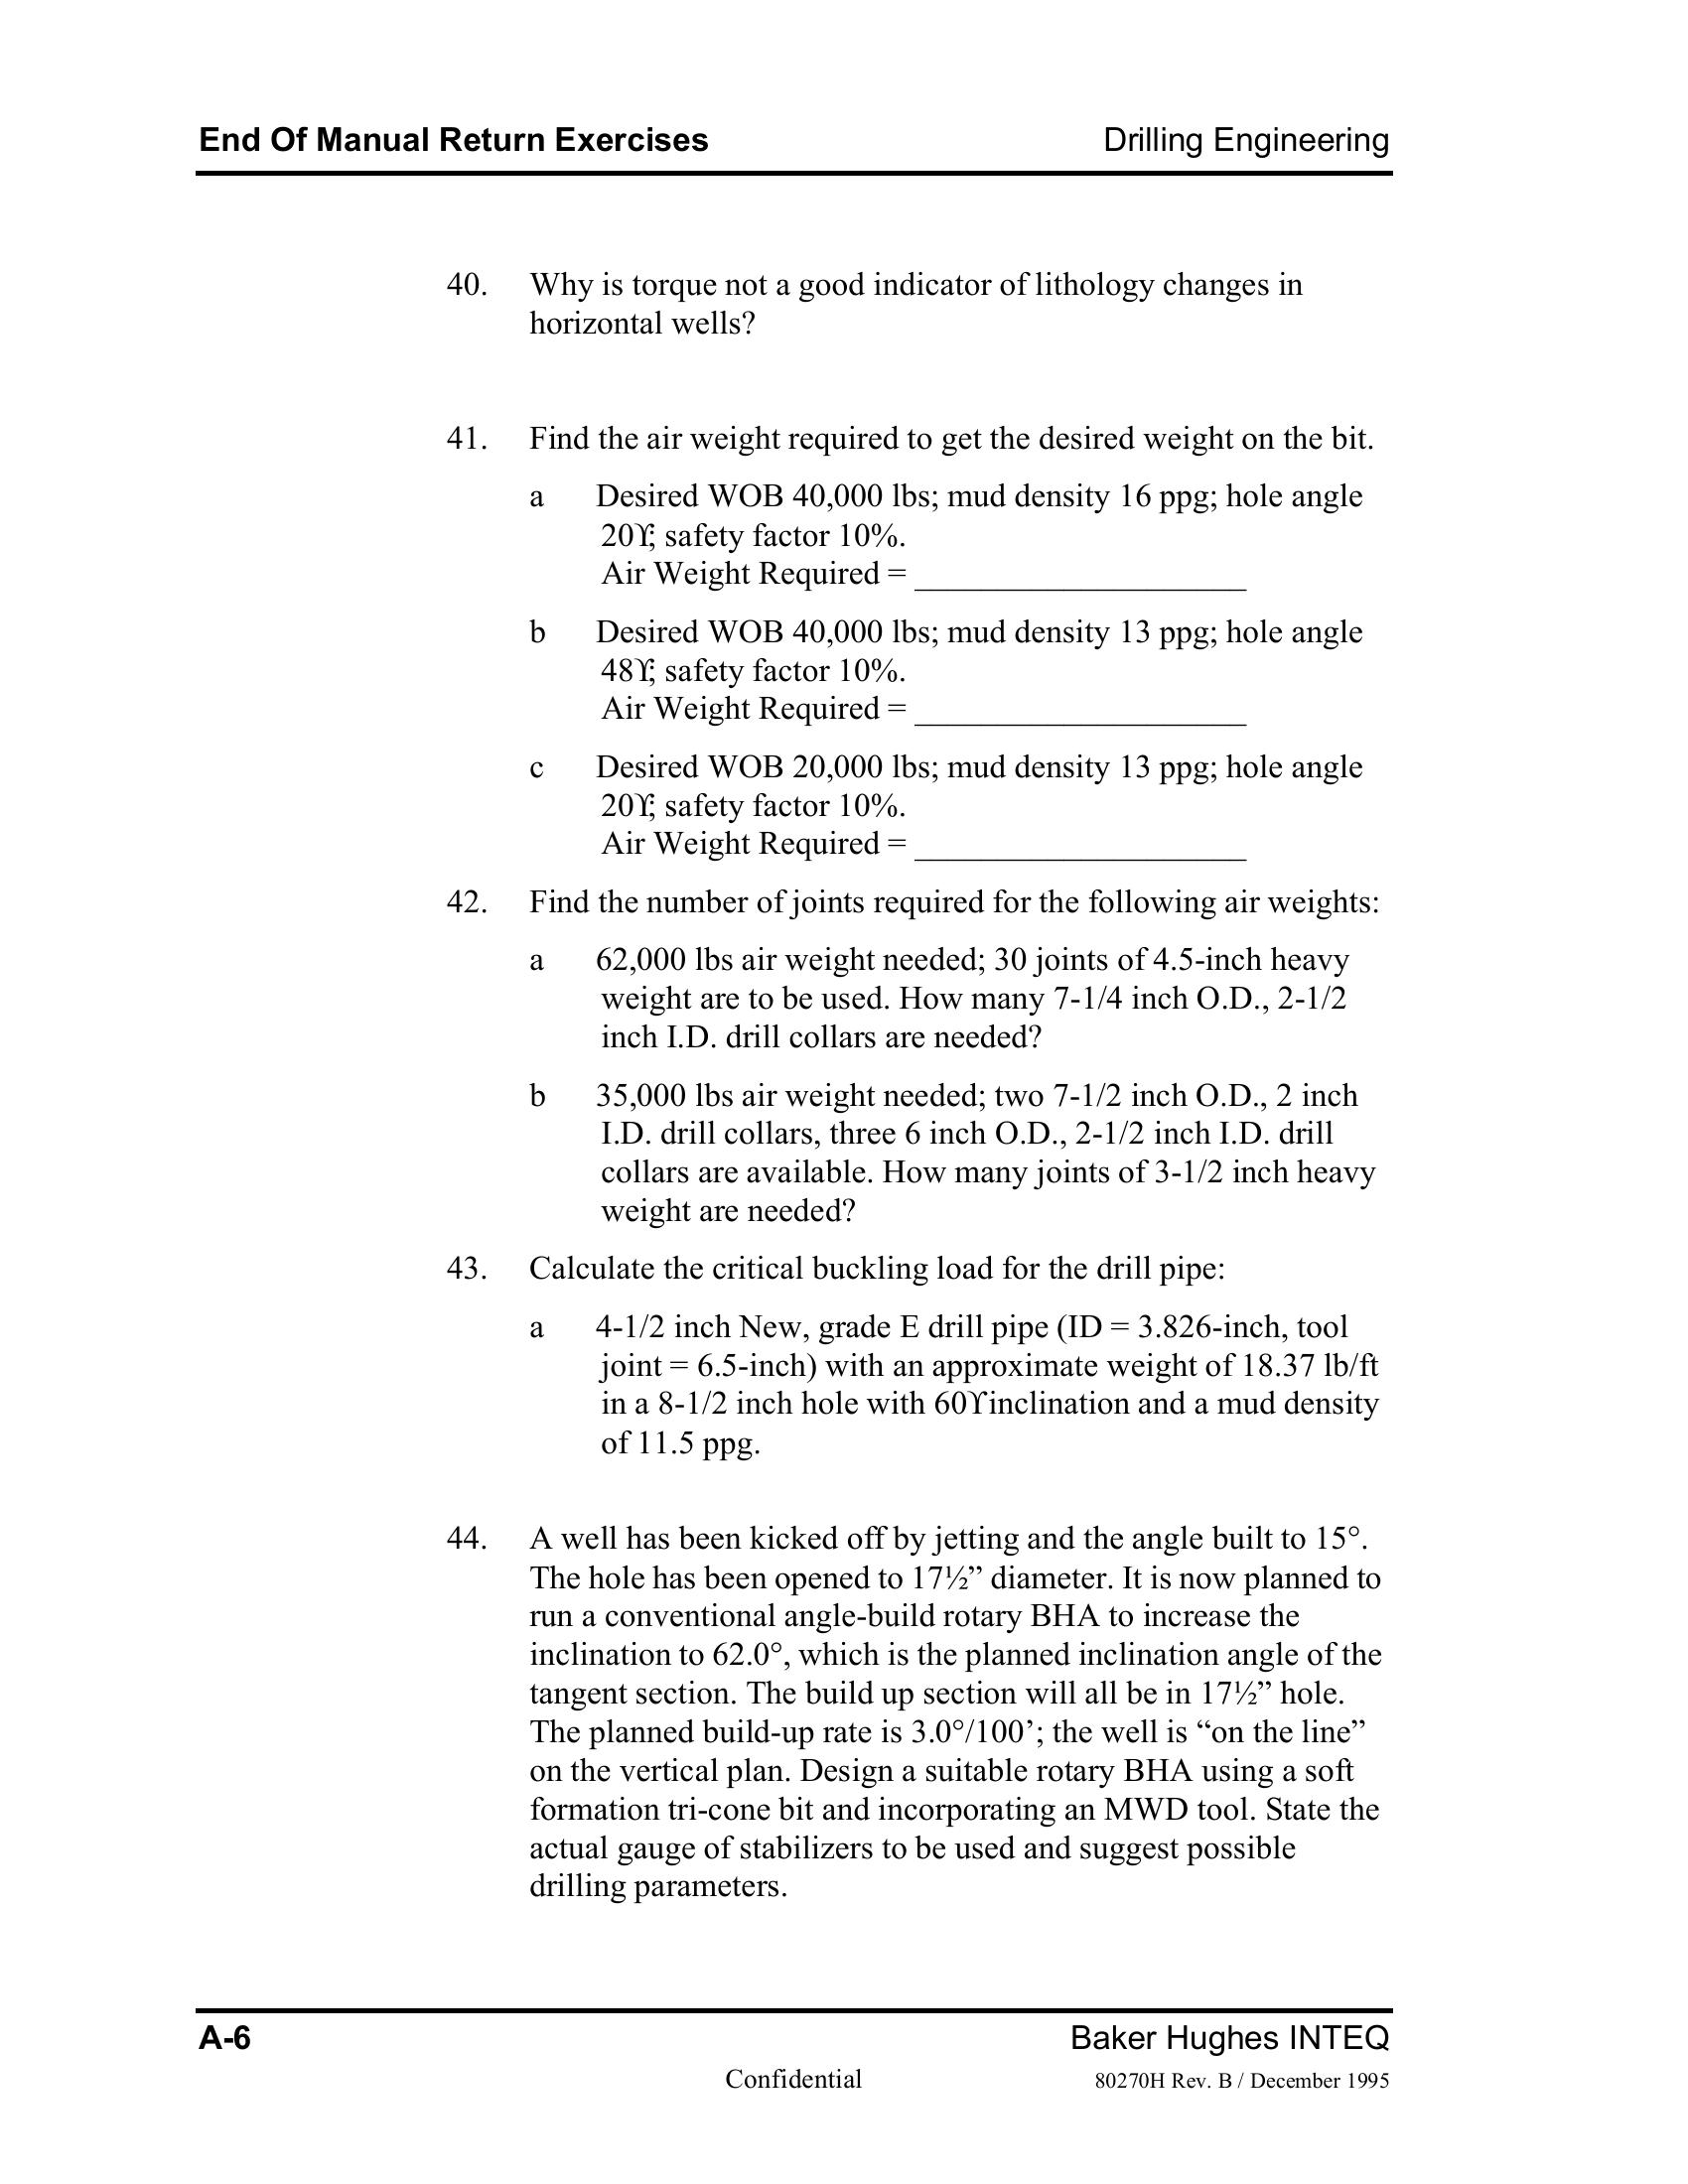 End Of Manual Return Exercises Drilling Engineering
40. Why is torque not a good indicator of lithology changes in
horizontal wells?
41. Find the air weight required to get the desired weight on the bit.
a Desired WOB 40,000 lbs; mud density 16 ppg; hole angle
20ϒ; safety factor 10%.
Air Weight Required = ____________________
b Desired WOB 40,000 lbs; mud density 13 ppg; hole angle
48ϒ; safety factor 10%.
Air Weight Required = ____________________
c Desired WOB 20,000 lbs; mud density 13 ppg; hole angle
20ϒ; safety factor 10%.
Air Weight Required = ____________________
42. Find the number of joints required for the following air weights:
a 62,000 lbs air weight needed; 30 joints of 4.5-inch heavy
weight are to be used. How many 7-1/4 inch O.D., 2-1/2
inch I.D. drill collars are needed?
b 35,000 lbs air weight needed; two 7-1/2 inch O.D., 2 inch
I.D. drill collars, three 6 inch O.D., 2-1/2 inch I.D. drill
collars are available. How many joints of 3-1/2 inch heavy
weight are needed?
43. Calculate the critical buckling load for the drill pipe:
a 4-1/2 inch New, grade E drill pipe (ID = 3.826-inch, tool
joint = 6.5-inch) with an approximate weight of 18.37 lb/ft
in a 8-1/2 inch hole with 60ϒ inclination and a mud density
of 11.5 ppg.
44. A well has been kicked off by jetting and the angle built to 15°.
The hole has been opened to 17½” diameter. It is now planned to
run a conventional angle-build rotary BHA to increase the
inclination to 62.0°, which is the planned inclination angle of the
tangent section. The build up section will all be in 17½” hole.
The planned build-up rate is 3.0°/100’; the well is “on the line”
on the vertical plan. Design a suitable rotary BHA using a soft
formation tri-cone bit and incorporating an MWD tool. State the
actual gauge of stabilizers to be used and suggest possible
drilling parameters.
A-6 Baker Hughes INTEQ
Confidential 80270H Rev. B / December 1995